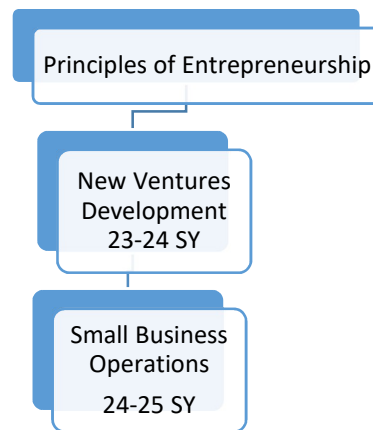 Principles of Entrepreneurship
New Ventures
Development
23-24 SY
Small Business
Operations
24-25 SY